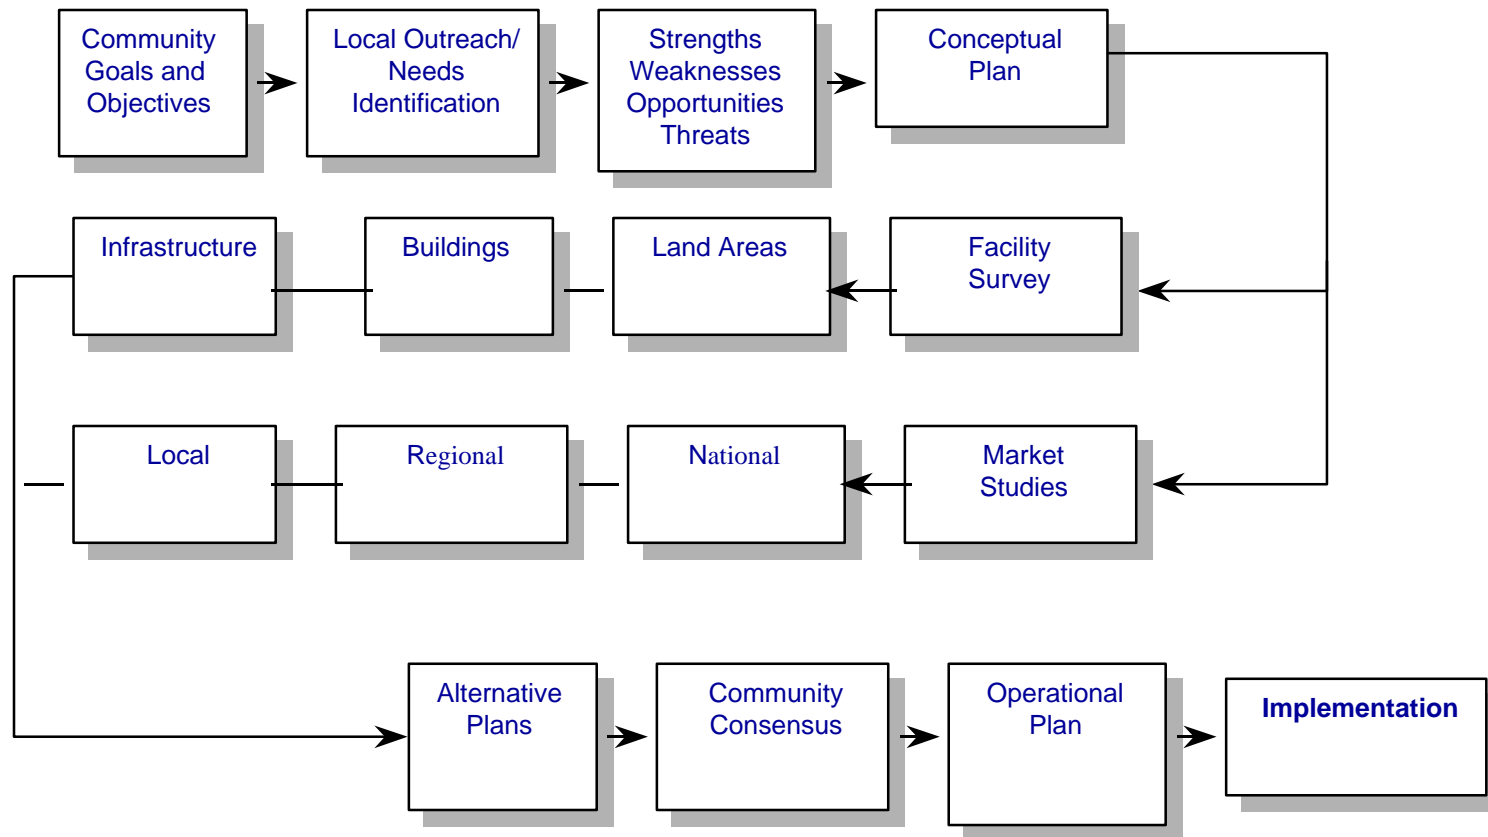 Community
Goals and
Objectives
Local Outreach/
Needs
Identification
Strengths
Weaknesses
Opportunities
Threats
Conceptual
Plan
Infrastructure
Buildings
Land Areas
Facility
Survey
Local
Regional
National
Market
Studies
Alternative
Plans
Community
Consensus
Operational
Plan
Implementation